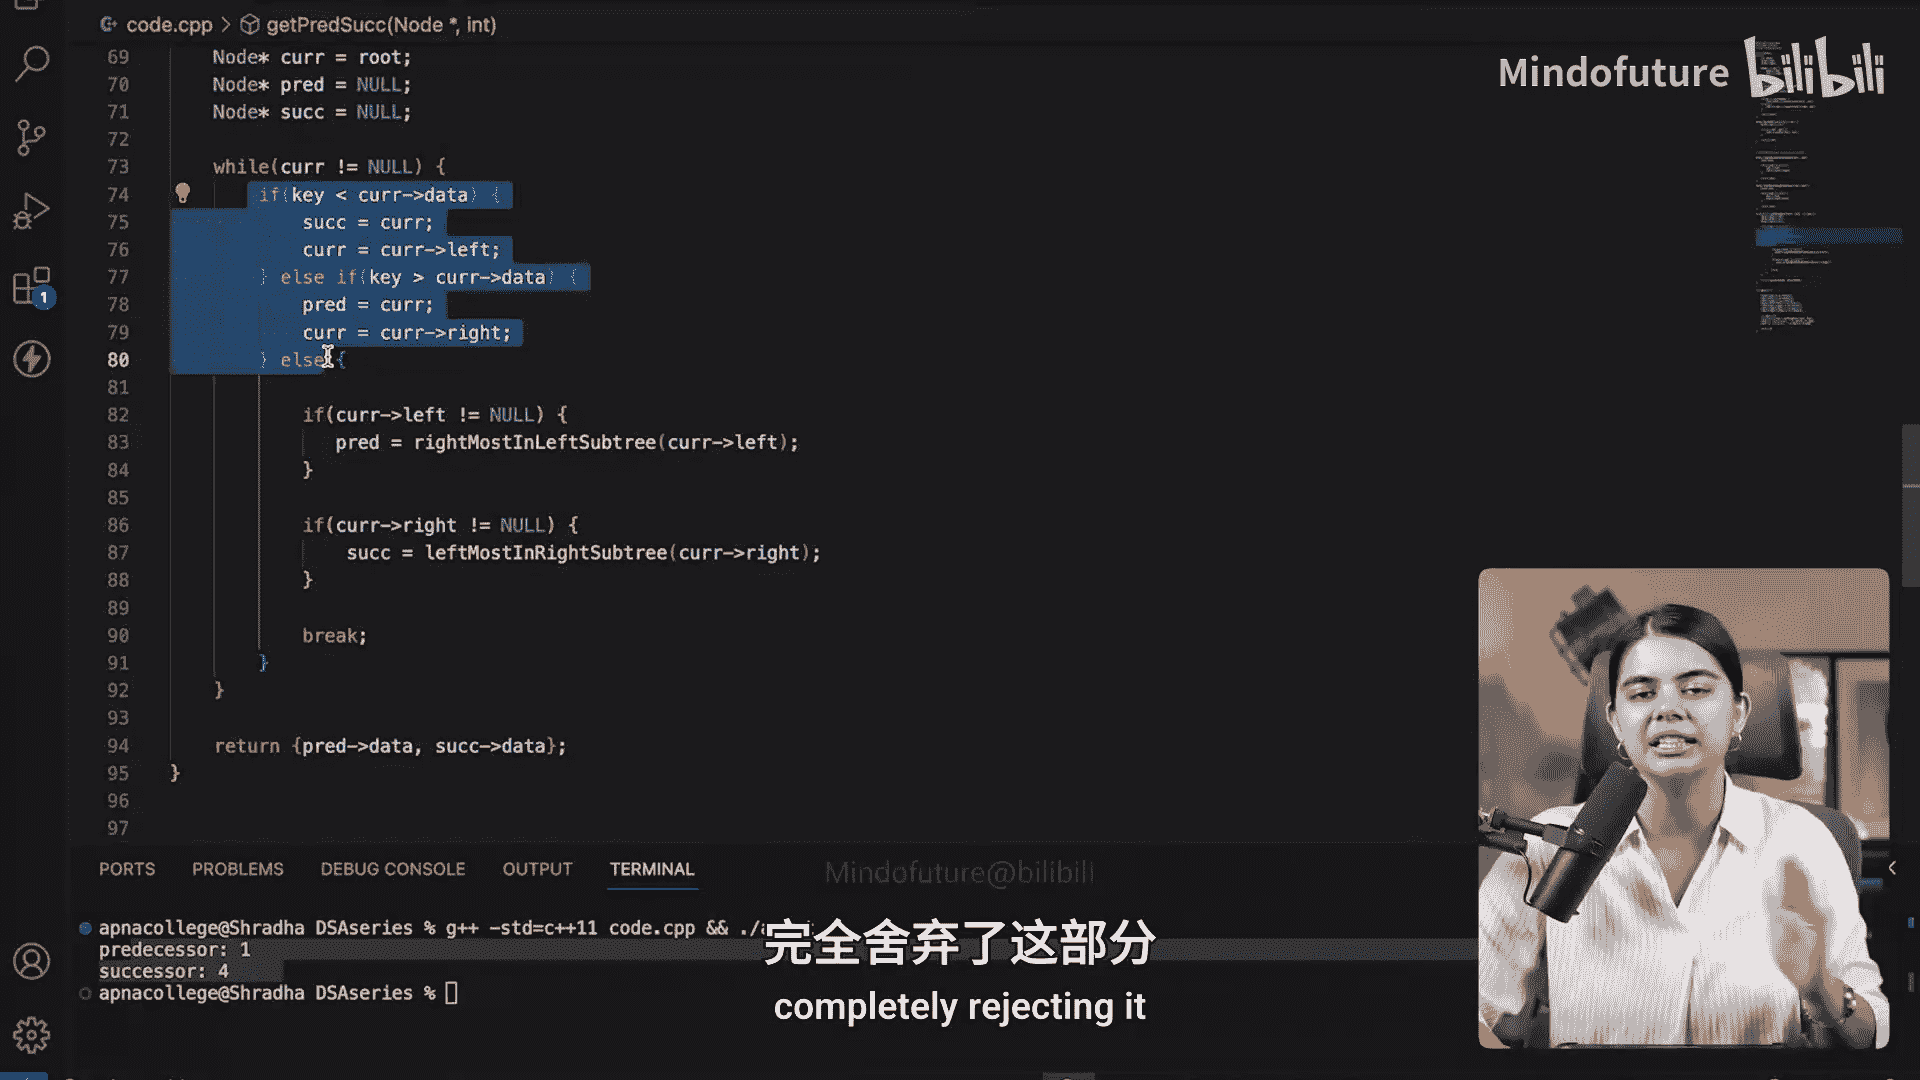 code.cpp > getPredSucc(Node *, int)
Mindofuture bilibili
69 Node* curr = root;
70 Node* pred = NULL;
71 Node* succ = NULL;
72
73 while(curr != NULL) {
74 if(key < curr->data) {
75 succ = curr;
76 curr = curr->left;
77 } else if(key > curr->data) {
78 pred = curr;
79 curr = curr->right;
80 } else {
81
82 if(curr->left != NULL) {
83 pred = rightMostInLeftSubtree(curr->left);
84 }
85
86 if(curr->right != NULL) {
87 succ = leftMostInRightSubtree(curr->right);
88 }
89
90 break;
91 }
92 }
93
94 return {pred->data, succ->data};
95 }
96
97
1
PORTS PROBLEMS DEBUG CONSOLE OUTPUT TERMINAL
Mindofuture@bilibili
apnacollege@Shradha DSAseries % g++ -std=c++11 code.cpp && ./
predecessor: 1
successor: 4
apnacollege@Shradha DSAseries %
完全舍弃了这部分
completely rejecting it